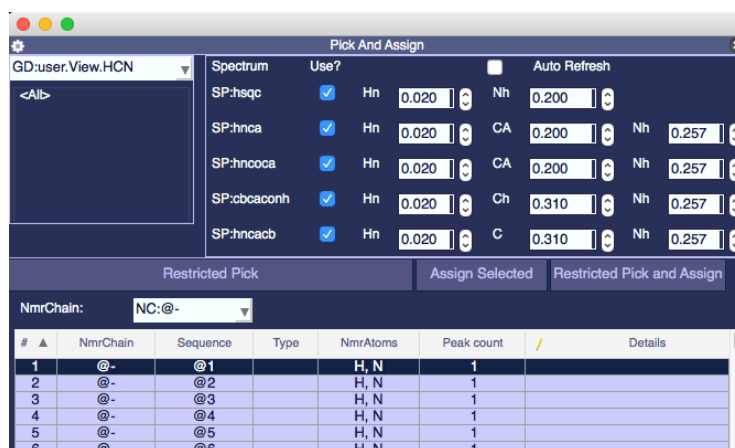 Pick And Assign
GD:user.View.HCN
<All>
Spectrum Use? Auto Refresh
SP:hsqc Hn 0.020 Nh 0.200
SP:hnca Hn 0.020 CA 0.200 Nh 0.257
SP:hncoca Hn 0.020 CA 0.200 Nh 0.257
SP:cbcaconh Hn 0.020 Ch 0.310 Nh 0.257
SP:hncacb Hn 0.020 C 0.310 Nh 0.257
Restricted Pick Assign Selected Restricted Pick and Assign
NmrChain: NC:@-
# NmrChain Sequence Type NmrAtoms Peak count Details
1 @- @1 H, N 1
2 @- @2 H, N 1
3 @- @3 H, N 1
4 @- @4 H, N 1
5 @- @5 H, N 1
6 @- @6 H, N 1